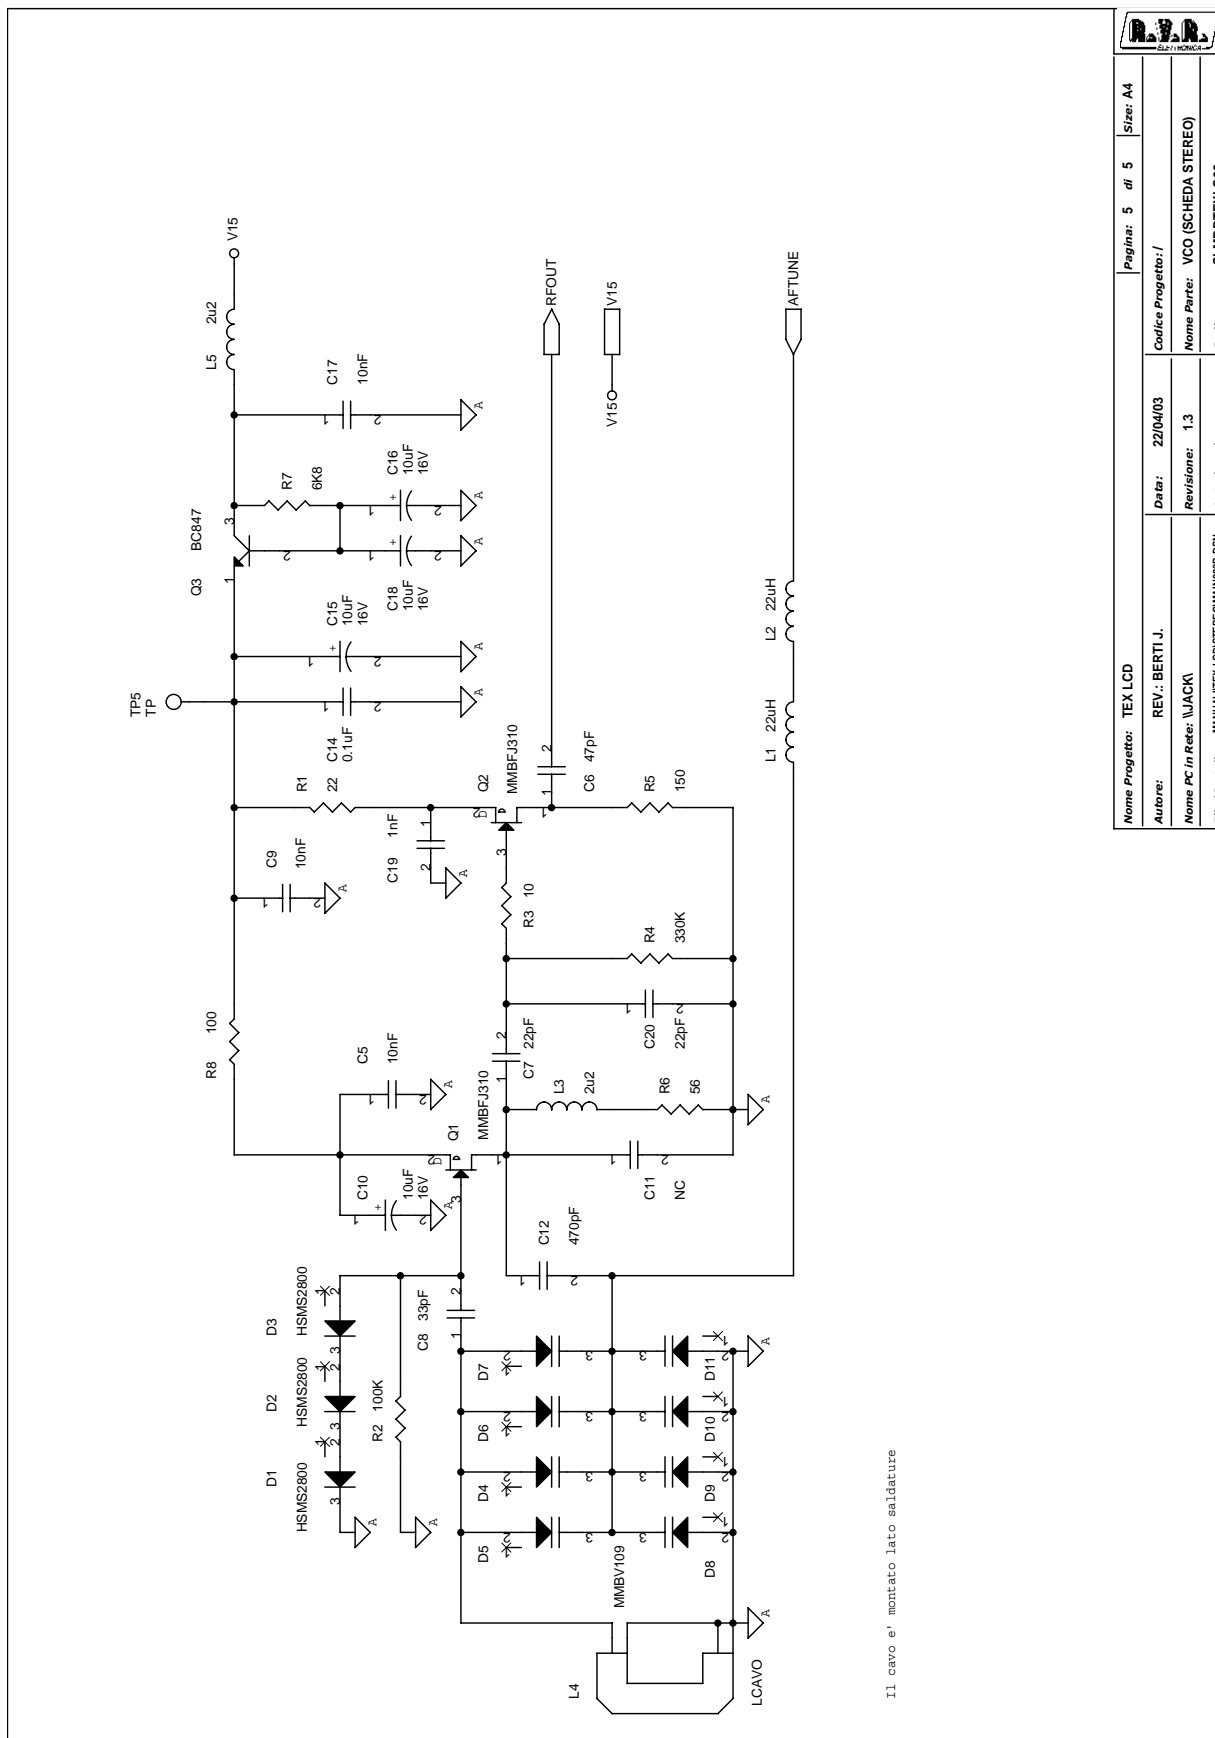 V15
2u2
L5
C17
10nF
R7
6K8
C16
10uF
16V
C18
10uF
16V
BC847
Q3
C15
10uF
16V
C14
0.1uF
TP5
TP
R1
22
C9
10nF
C19
1nF
Q2
MMBFJ310
C6
47pF
R5
150
RFOUT
V15
V15
AFTUNE
L2
22uH
L1
22uH
R3
10
R4
330K
C20
22pF
C7
22pF
L3
2u2
R6
56
C11
NC
R8
100
C5
10nF
Q1
MMBFJ310
C10
10uF
16V
C12
470pF
D3
HSMS2800
D2
HSMS2800
D1
HSMS2800
R2
100K
C8
33pF
D7
D6
D4
D5
D11
D10
D9
D8
MMBV109
L4
LCAVO
Il cavo e' montato lato saldature
R.V.R.
ELETTRONICA
Nome Progetto: TEX LCD
Pagina: 5 di 5
Size: A4
Autore: REV.: BERTI J.
Data: 22/04/03
Codice Progetto: /
Nome PC in Rete: \\JACK\
Revisione: 1.3
Nome Parte: VCO (SCHEDA STEREO)